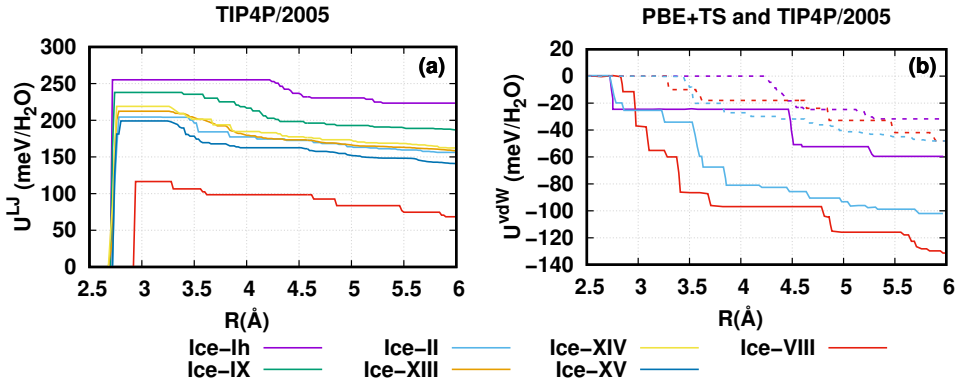 TIP4P/2005
PBE+TS and TIP4P/2005
300
250
200
150
100
50
0
U^LJ (meV/H₂O)
(a)
2.5 3 3.5 4 4.5 5 5.5 6
R(Å)
20
0
−20
−40
−60
−80
−100
−120
−140
U^vdW (meV/H₂O)
(b)
2.5 3 3.5 4 4.5 5 5.5 6
R(Å)
Ice−Ih Ice−II Ice−XIV Ice−VIII
Ice−IX Ice−XIII Ice−XV